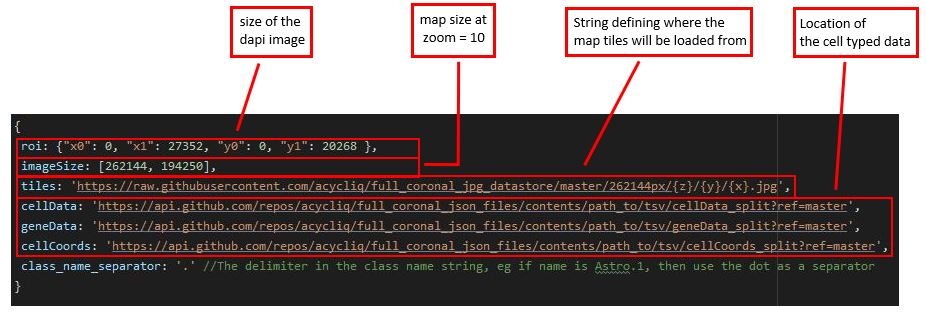 size of the
dapi image
map size at
zoom = 10
String defining where the
map tiles will be loaded from
Location of
the cell typed data
{
roi: {"x0": 0, "x1": 27352, "y0": 0, "y1": 20268 },
imageSize: [262144, 194250],
tiles: 'https://raw.githubusercontent.com/acycliq/full_coronal_jpg_datastore/master/262144px/{z}/{y}/{x}.jpg',
cellData: 'https://api.github.com/repos/acycliq/full_coronal_json_files/contents/path_to/tsv/cellData_split?ref=master',
geneData: 'https://api.github.com/repos/acycliq/full_coronal_json_files/contents/path_to/tsv/geneData_split?ref=master',
cellCoords: 'https://api.github.com/repos/acycliq/full_coronal_json_files/contents/path_to/tsv/cellCoords_split?ref=master',
class_name_separator: '.' //The delimiter in the class name string, eg if name is Astro.1, then use the dot as a separator
}